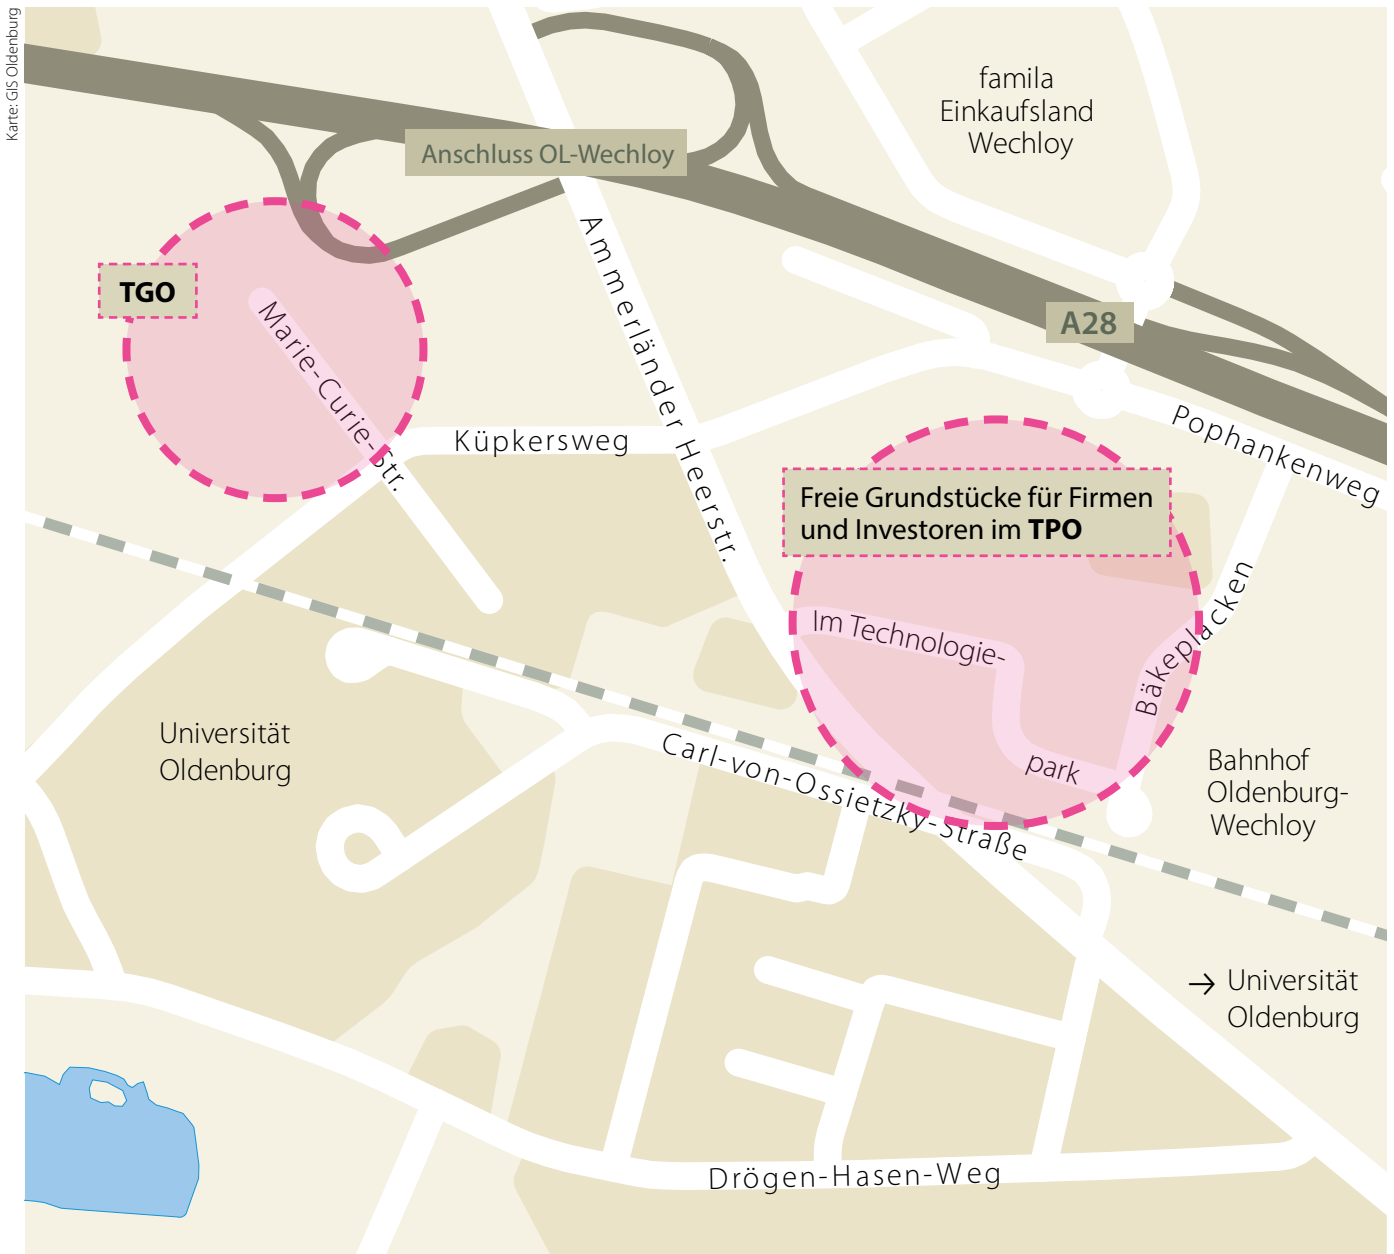 Karte: GIS Oldenburg
famila
Einkaufsland
Wechloy
Anschluss OL-Wechloy
Ammerländer Heerstr.
TGO
Marie-Curie-Str.
A28
Küpkersweg
Pophankenweg
Freie Grundstücke für Firmen
und Investoren im TPO
Im Technologie-
park
Bäkeplacken
Universität
Oldenburg
Carl-von-Ossietzky-Straße
Bahnhof
Oldenburg-
Wechloy
→ Universität
Oldenburg
Drögen-Hasen-Weg